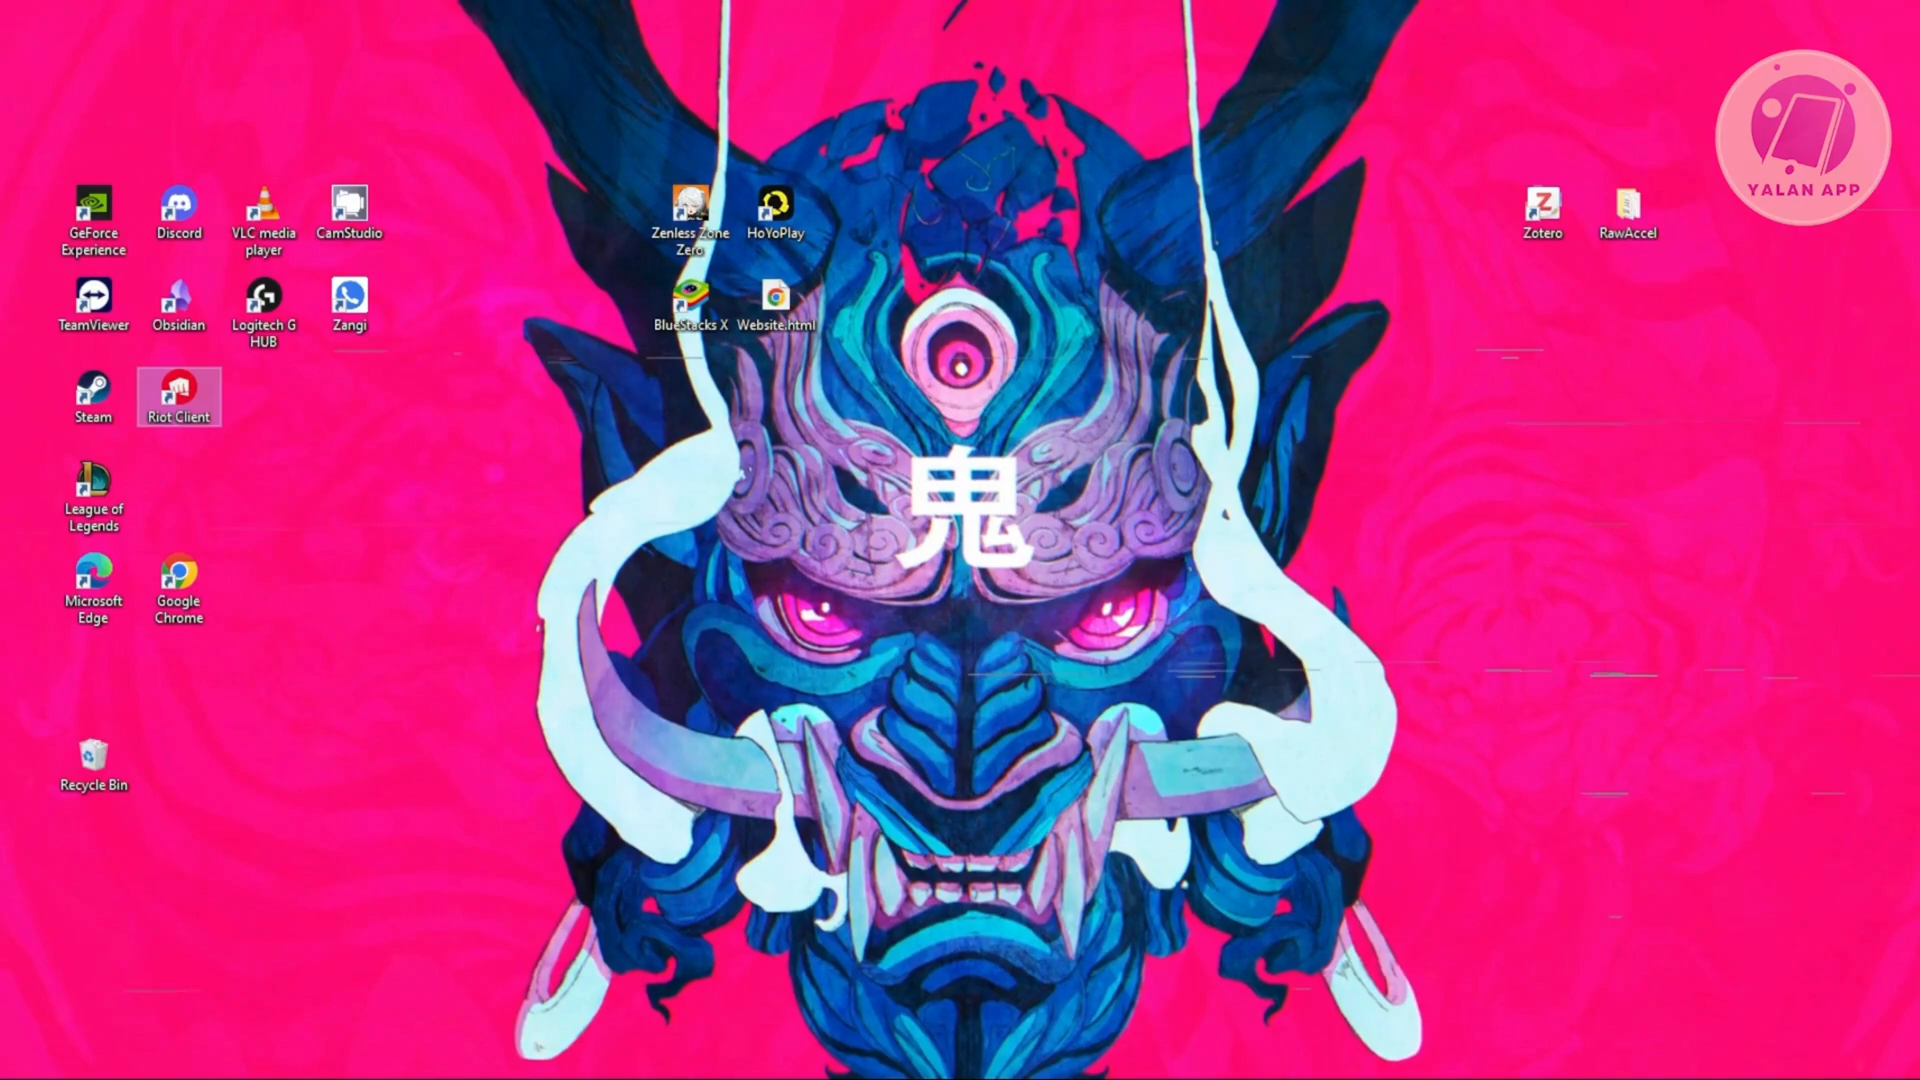 YALAN APP
GeForce
Experience
Discord
VLC media
player
CamStudio
Zenless Zone
Zero
HoYoPlay
Zotero
RawAccel
TeamViewer
Obsidian
Logitech G
HUB
Zangi
BlueStacks X
Website.html
Steam
Riot Client
League of
Legends
鬼
Microsoft
Edge
Google
Chrome
Recycle Bin